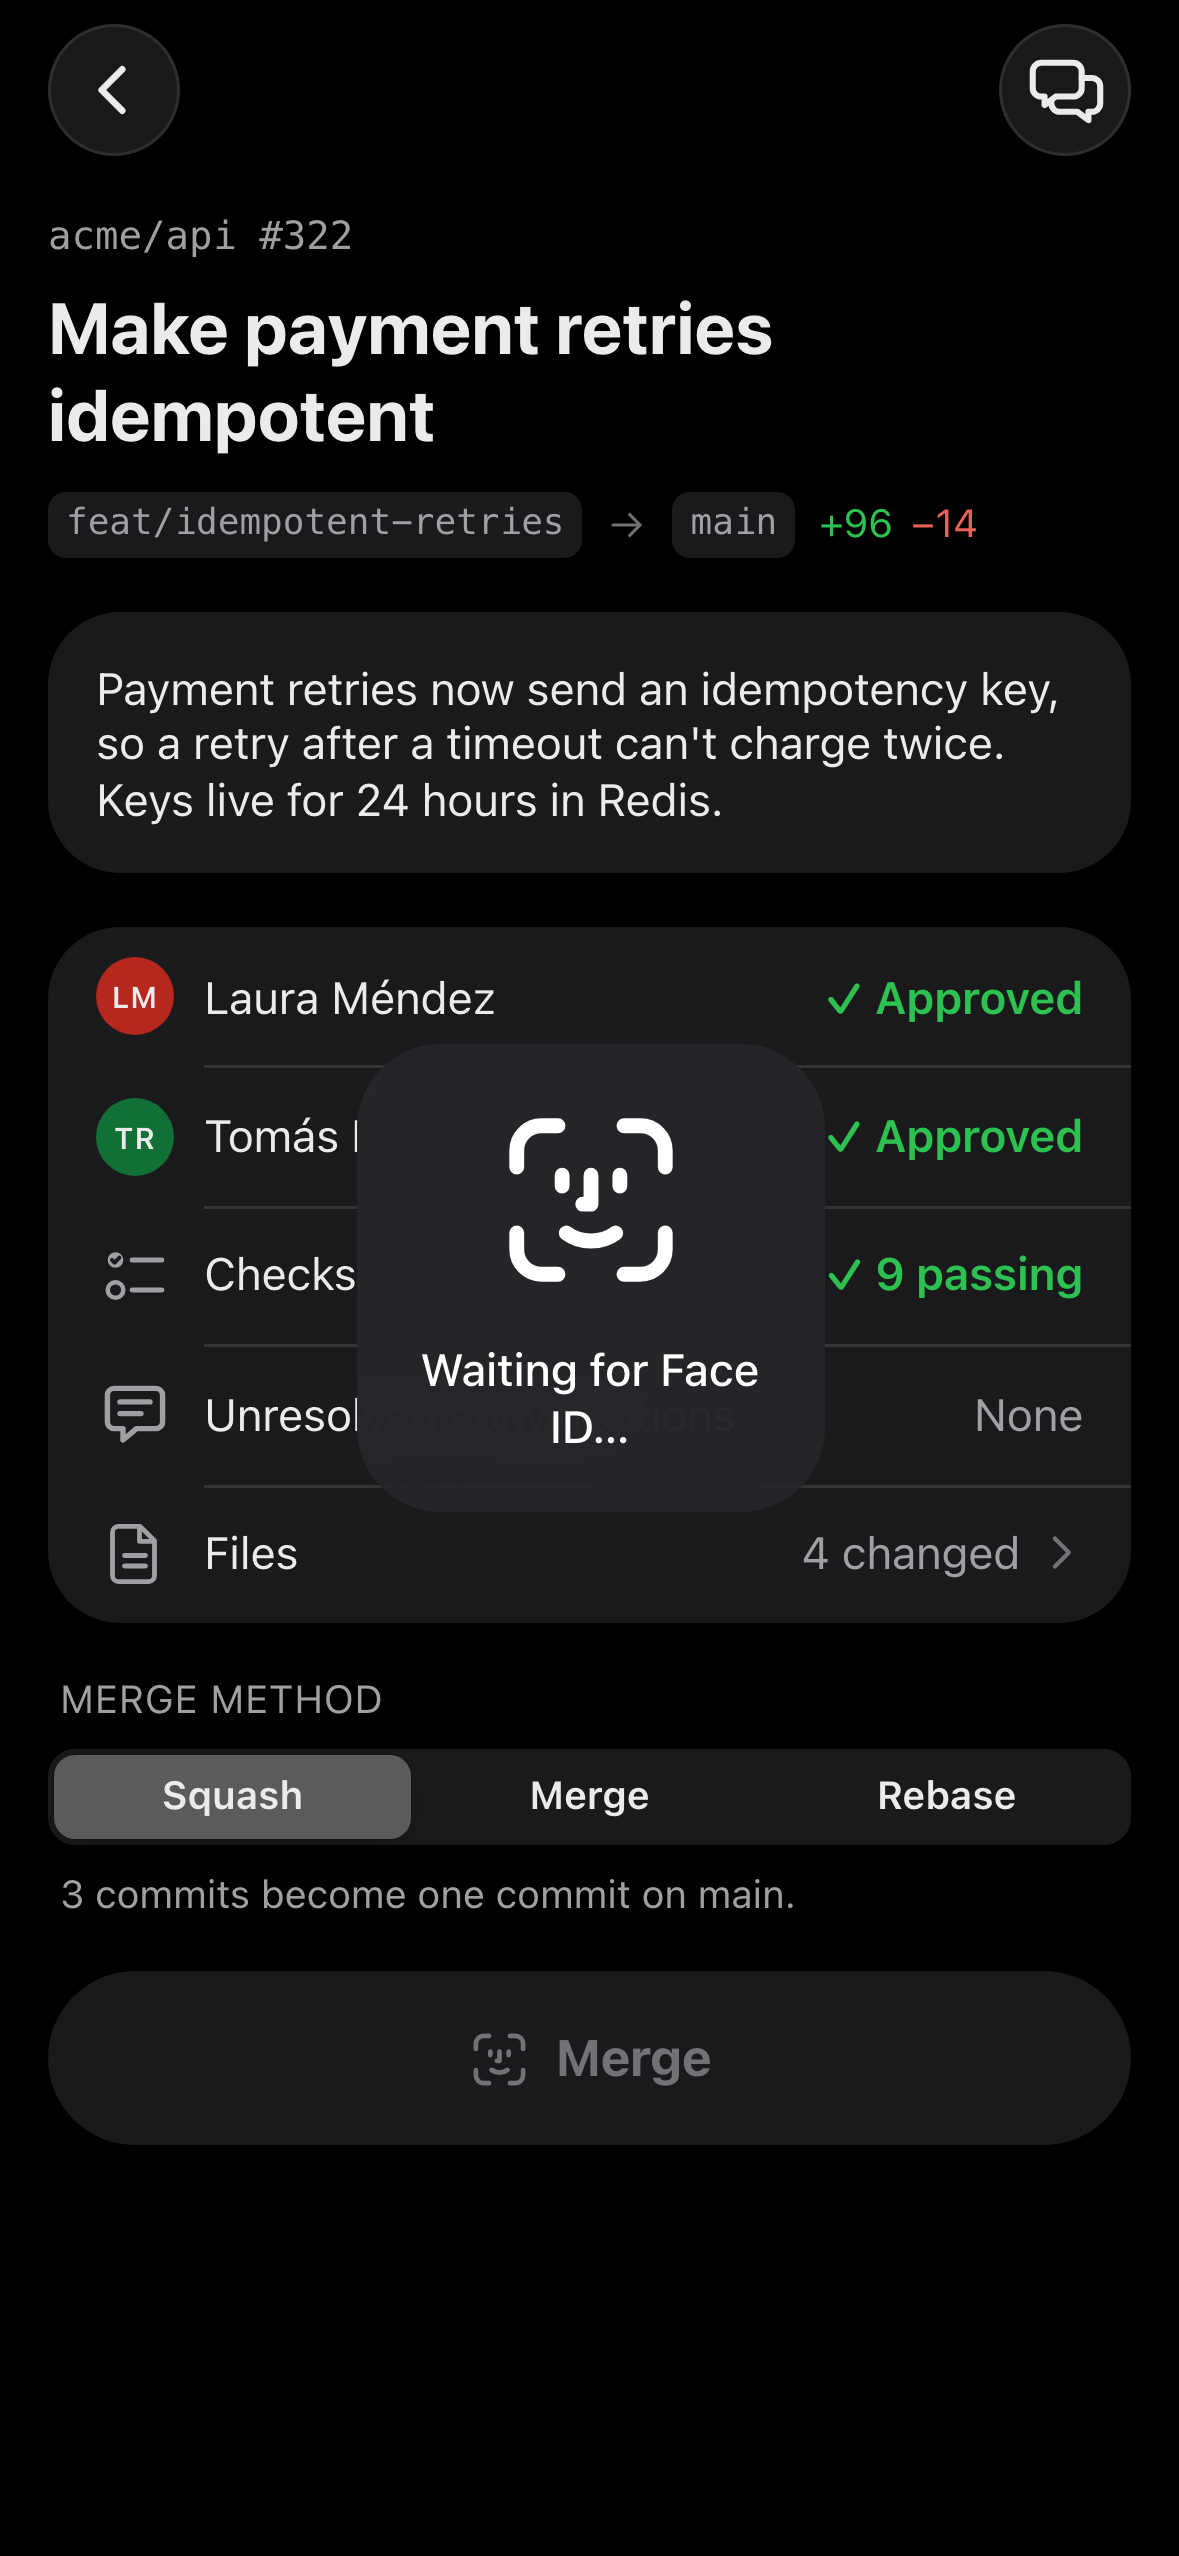 acme/api #322
Make payment retries
idempotent
feat/idempotent-retries → main +96 −14
Payment retries now send an idempotency key,
so a retry after a timeout can't charge twice.
Keys live for 24 hours in Redis.
LM Laura Méndez ✓ Approved
TR Tomás ✓ Approved
Checks ✓ 9 passing
Waiting for Face
ID...
Unresolved conversations None
Files 4 changed
MERGE METHOD
Squash Merge Rebase
3 commits become one commit on main.
Merge